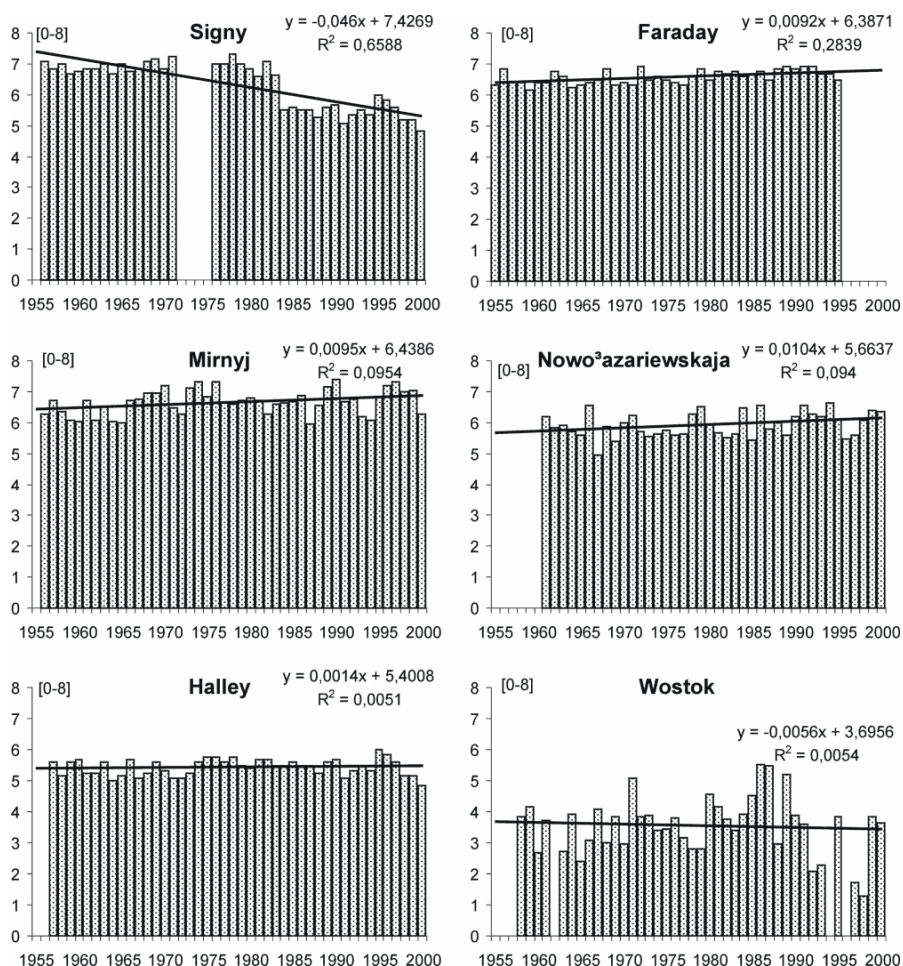 Signy
y = -0,046x + 7,4269
R² = 0,6588
[0-8]
8
7
6
5
4
3
2
1
0
1955 1960 1965 1970 1975 1980 1985 1990 1995 2000
Faraday
y = 0,0092x + 6,3871
R² = 0,2839
[0-8]
8
7
6
5
4
3
2
1
0
1955 1960 1965 1970 1975 1980 1985 1990 1995 2000
Mirnyj
y = 0,0095x + 6,4386
R² = 0,0954
[0-8]
8
7
6
5
4
3
2
1
0
1955 1960 1965 1970 1975 1980 1985 1990 1995 2000
Nowo³azariewskaja
y = 0,0104x + 5,6637
R² = 0,094
[0-8]
8
7
6
5
4
3
2
1
0
1955 1960 1965 1970 1975 1980 1985 1990 1995 2000
Halley
y = 0,0014x + 5,4008
R² = 0,0051
[0-8]
8
7
6
5
4
3
2
1
0
1955 1960 1965 1970 1975 1980 1985 1990 1995 2000
Wostok
[0-8]
y = -0,0056x + 3,6956
R² = 0,0054
8
7
6
5
4
3
2
1
0
1955 1960 1965 1970 1975 1980 1985 1990 1995 2000